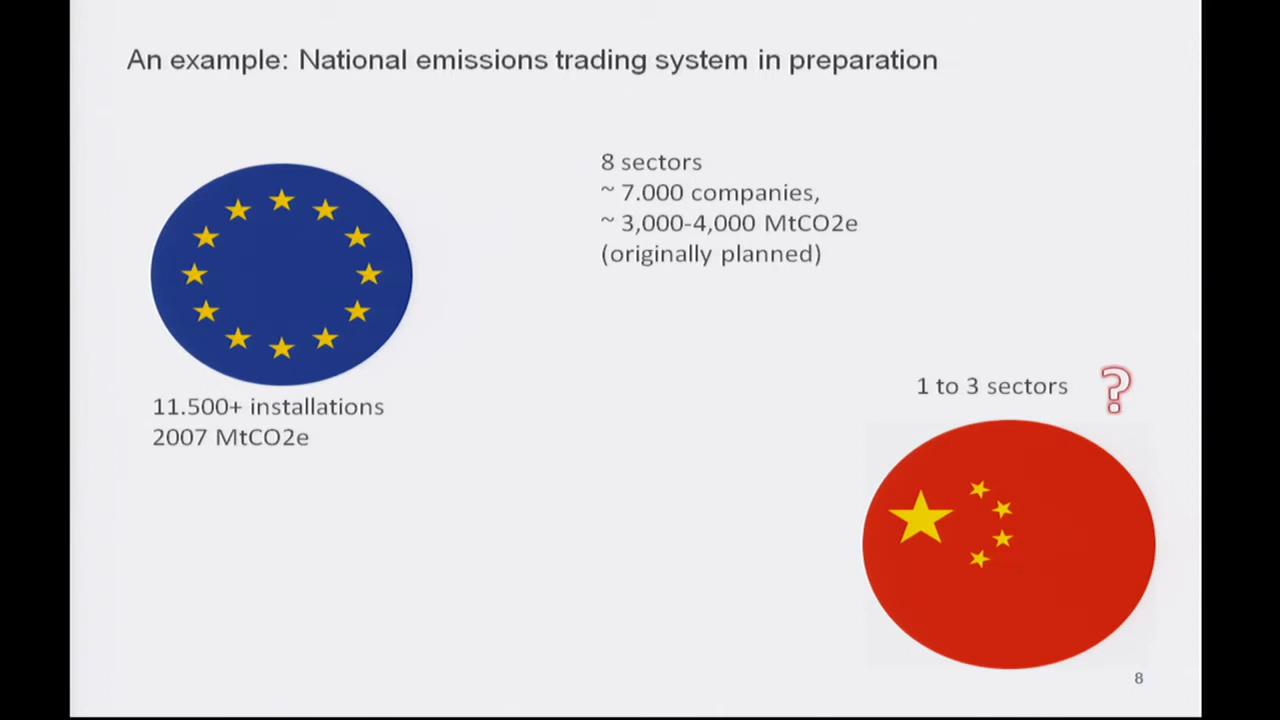 An example: National emissions trading system in preparation
8 sectors
~ 7.000 companies,
~ 3,000-4,000 MtCO2e
(originally planned)
11.500+ installations
2007 MtCO2e
1 to 3 sectors ?
8